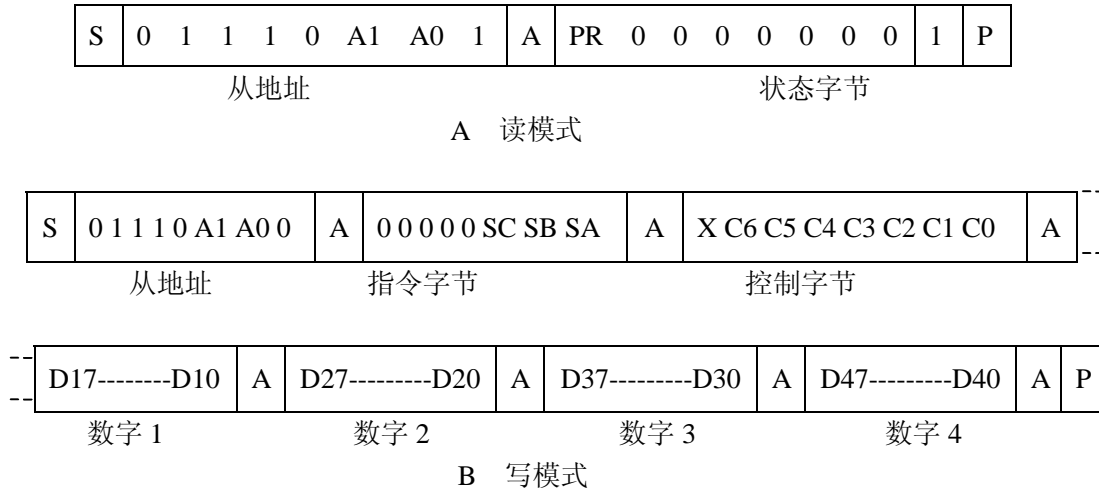 S 0 1 1 1 0 A1 A0 1 A PR 0 0 0 0 0 0 0 1 P
从地址 状态字节
A 读模式
S 0 1 1 1 0 A1 A0 0 A 0 0 0 0 0 SC SB SA A X C6 C5 C4 C3 C2 C1 C0 A
从地址 指令字节 控制字节
D17--------D10 A D27---------D20 A D37---------D30 A D47---------D40 A P
数字 1 数字 2 数字 3 数字 4
B 写模式